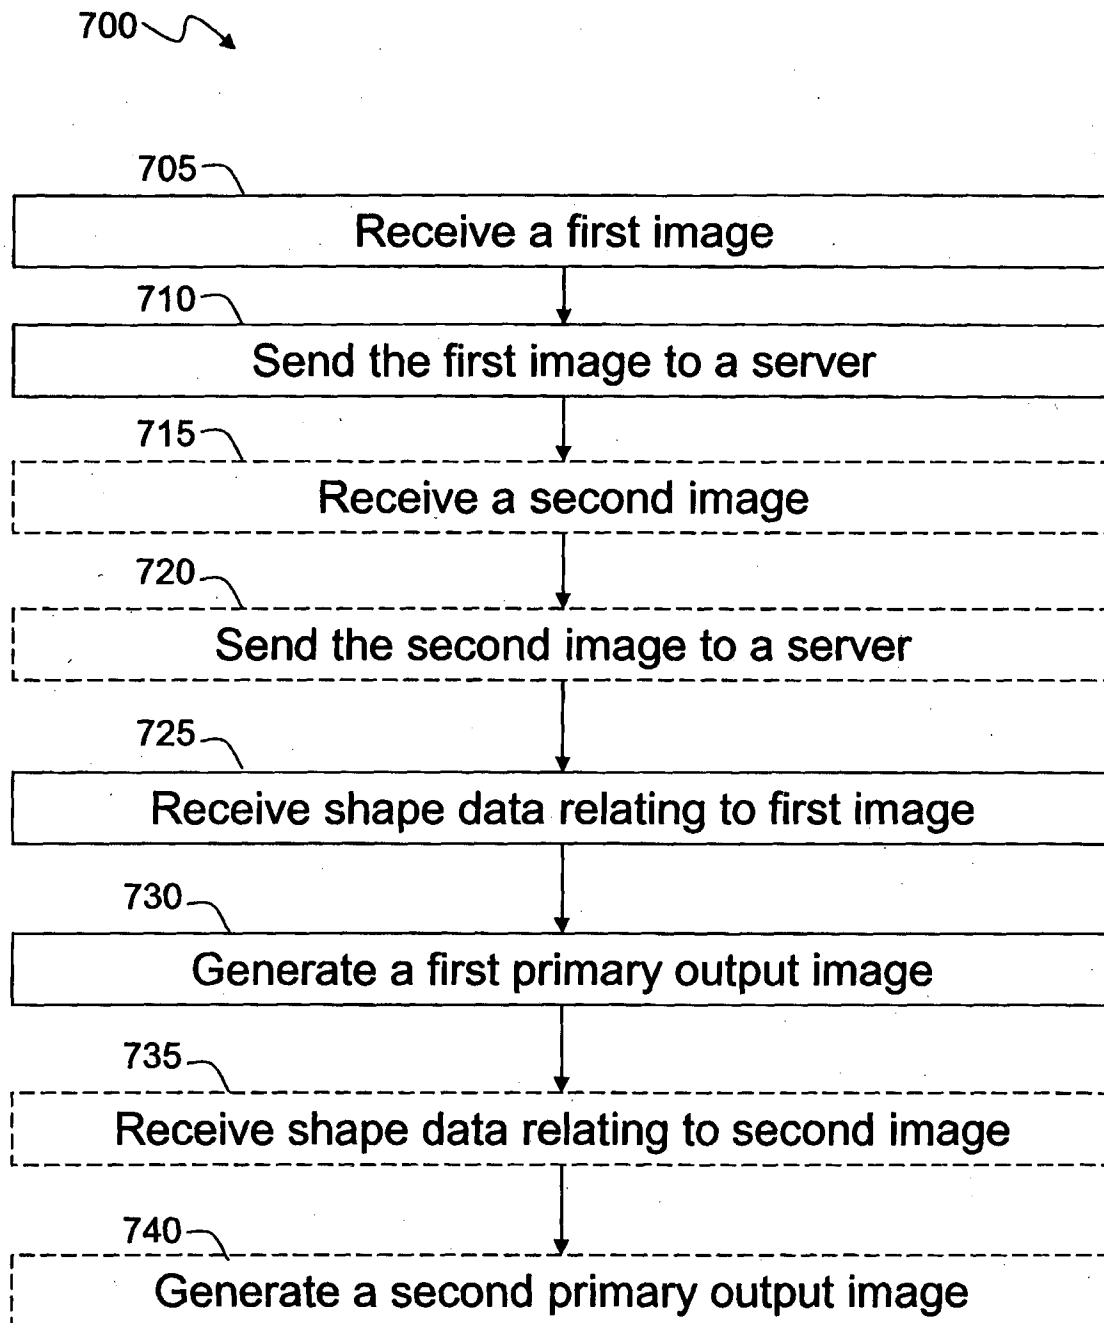 700
705
Receive a first image
710
Send the first image to a server
715
Receive a second image
720
Send the second image to a server
725
Receive shape data relating to first image
730
Generate a first primary output image
735
Receive shape data relating to second image
740
Generate a second primary output image